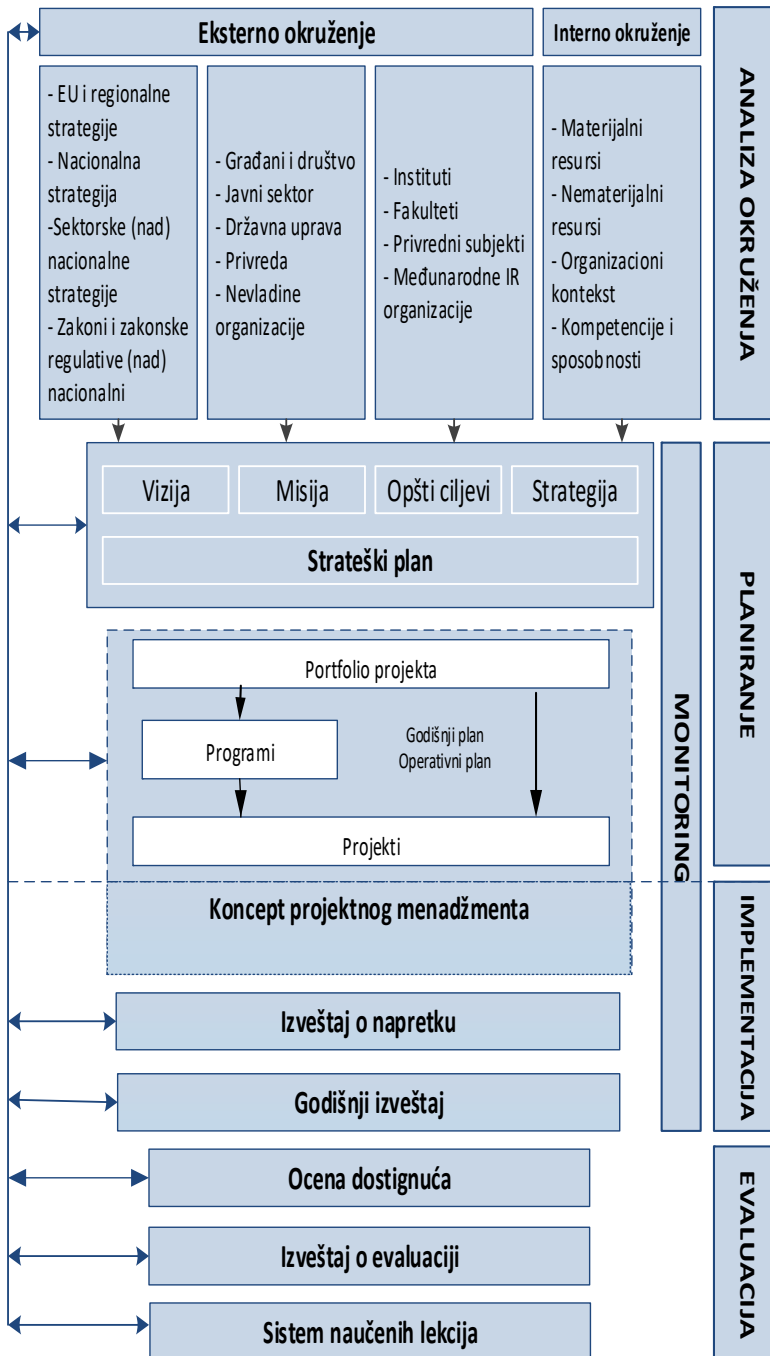 Eksterno okruženje
Interno okruženje
- EU i regionalne
strategije
- Nacionalna
strategija
-Sektorske (nad)
nacionalne
strategije
- Zakoni i zakonske
regulative (nad)
nacionalni
- Građani i društvo
- Javni sektor
- Državna uprava
- Privreda
- Nevladine
organizacije
- Instituti
- Fakulteti
- Privredni subjekti
- Međunarodne IR
organizacije
- Materijalni
resursi
- Nematerijalni
resursi
- Organizacioni
kontekst
- Kompetencije i
sposobnosti
ANALIZA OKRUŽENJA
Vizija
Misija
Opšti ciljevi
Strategija
Strateški plan
Portfolio projekta
Programi
Godišnji plan
Operativni plan
Projekti
MONITORING
PLANIRANJE
Koncept projektnog menadžmenta
Izveštaj o napretku
Godišnji izveštaj
IMPLEMENTACIJA
Ocena dostignuća
Izveštaj o evaluaciji
Sistem naučenih lekcija
EVALUACIJA